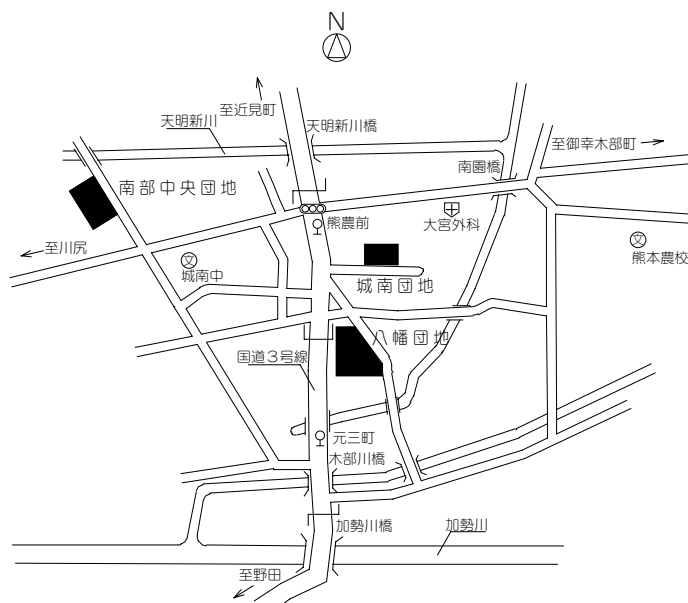 N
至近見町
天明新川
天明新川橋
至御幸木部町
南園橋
南部中央団地
熊農前
大宮外科
至川尻
文
城南中
文
熊本農校
城南団地
八幡団地
国道３号線
元三町
木部川橋
加勢川橋
加勢川
至野田